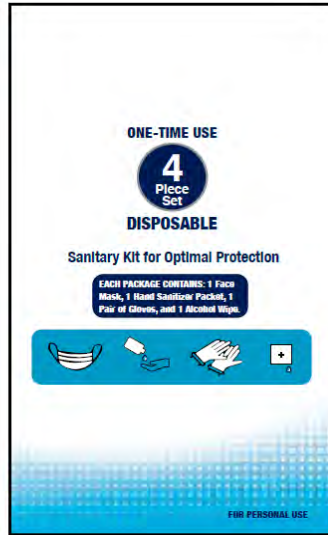 ONE-TIME USE
4
Piece
Set
DISPOSABLE
Sanitary Kit for Optimal Protection
EACH PACKAGE CONTAINS: 1 Face
Mask, 1 Hand Sanitizer Packet, 1
Pair of Gloves, and 1 Alcohol Wipe.
FOR PERSONAL USE